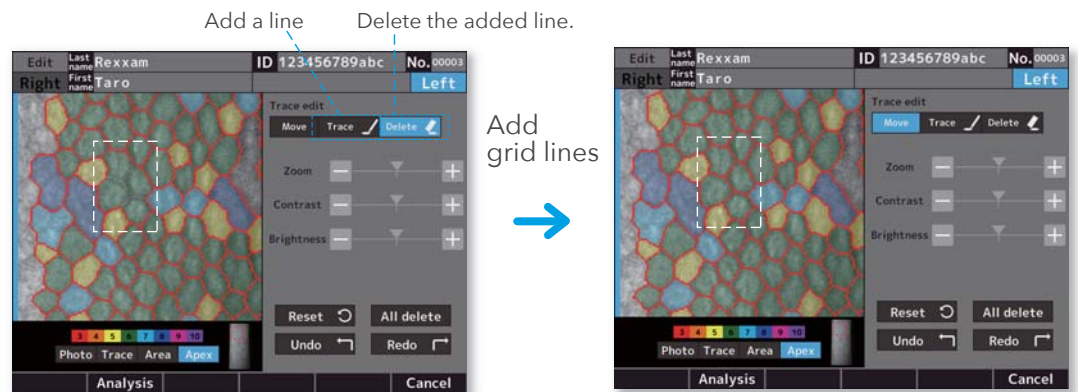 Add a line Delete the added line.
Edit Last name Rexxam ID 123456789abc No. 00003
Right First name Taro Left
Trace edit
Move Trace Delete
Zoom
Contrast
Brightness
Reset All delete
3 4 5 6 7 8 9 10
Undo Redo
Photo Trace Area Apex
Analysis Cancel
Add
grid lines
Edit Last name Rexxam ID 123456789abc No. 00003
Right First name Taro Left
Trace edit
Move Trace Delete
Zoom
Contrast
Brightness
Reset All delete
3 4 5 6 7 8 9 10
Undo Redo
Photo Trace Area Apex
Analysis Cancel